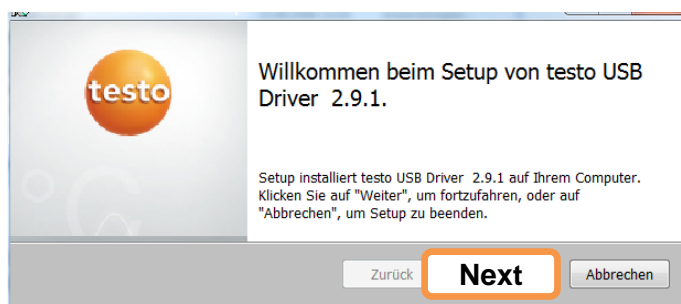 testo
Willkommen beim Setup von testo USB
Driver 2.9.1.
Setup installiert testo USB Driver 2.9.1 auf Ihrem Computer.
Klicken Sie auf "Weiter", um fortzufahren, oder auf
"Abbrechen", um Setup zu beenden.
Zurück Next Abbrechen